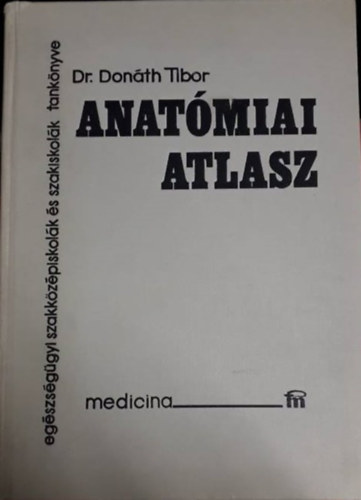 Dr. Donáth Tibor
ANATÓMIAI
ATLASZ
egészségügyi szakközépiskolák és szakiskolák tankönyve
medicina